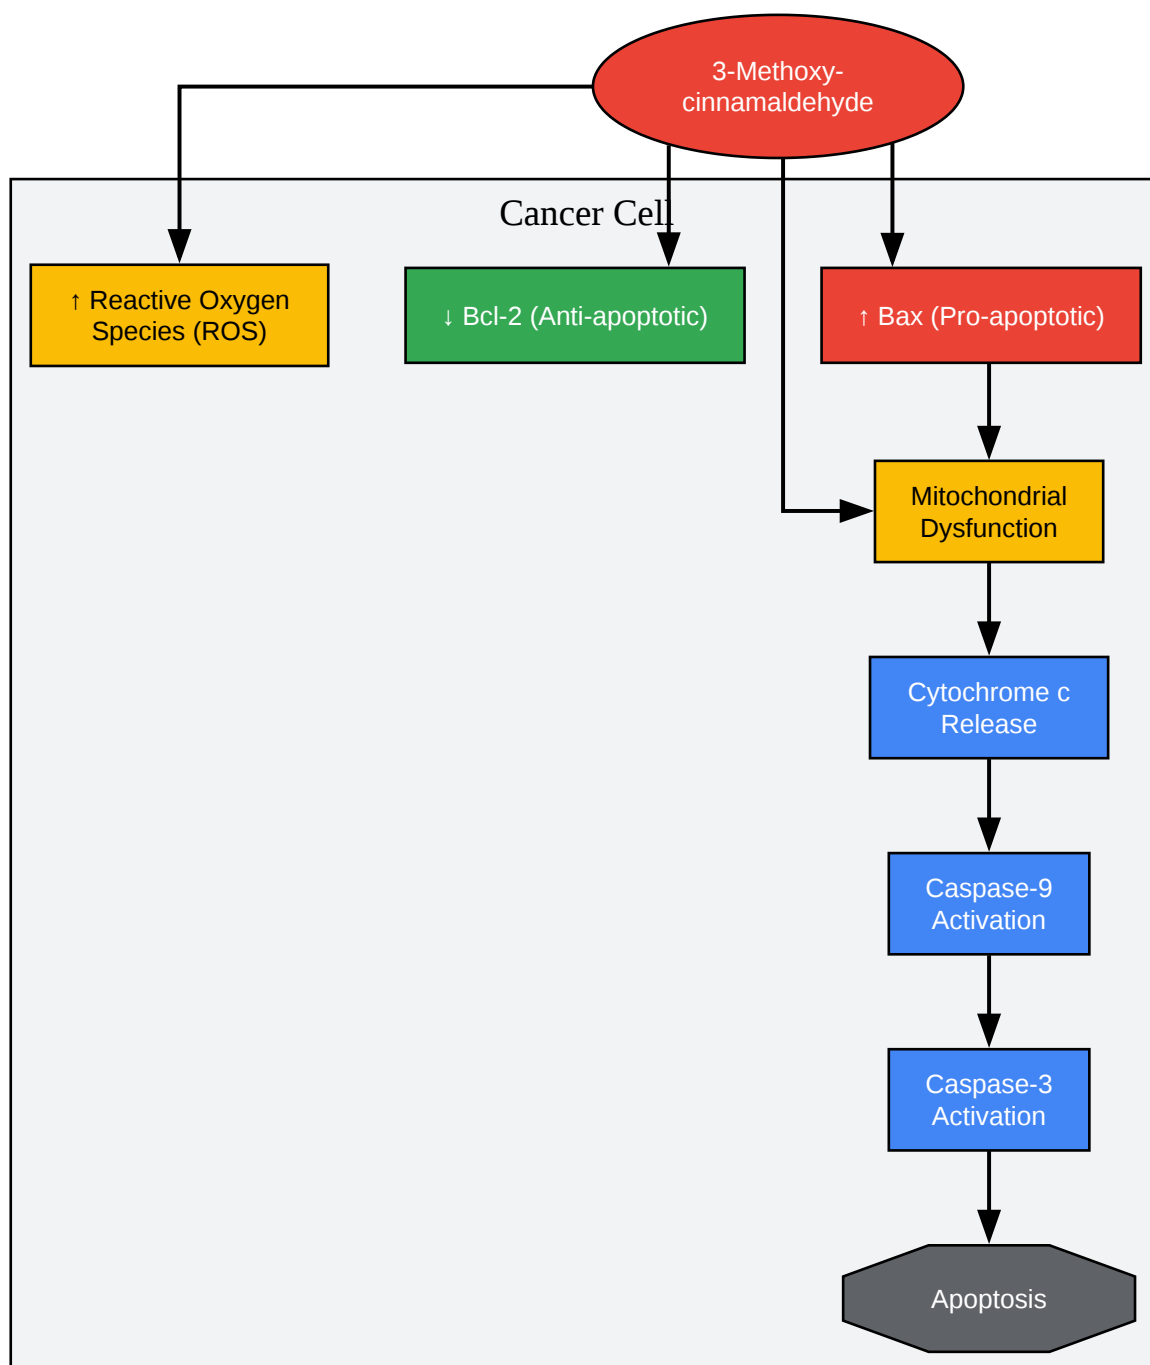 3-Methoxy-
cinnamaldehyde
Cancer Cell
↑ Reactive Oxygen
Species (ROS)
↓ Bcl-2 (Anti-apoptotic)
↑ Bax (Pro-apoptotic)
Mitochondrial
Dysfunction
Cytochrome c
Release
Caspase-9
Activation
Caspase-3
Activation
Apoptosis